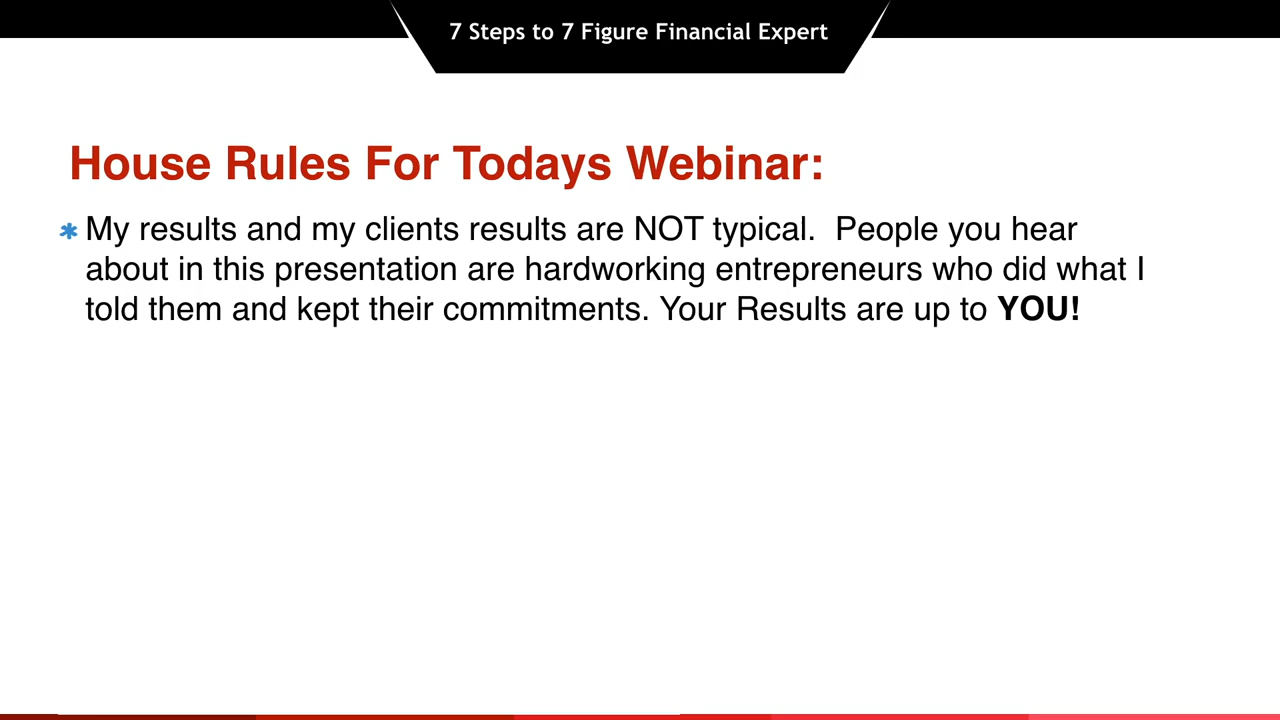 7 Steps to 7 Figure Financial Expert
House Rules For Todays Webinar:
* My results and my clients results are NOT typical.  People you hear
about in this presentation are hardworking entrepreneurs who did what I
told them and kept their commitments. Your Results are up to YOU!